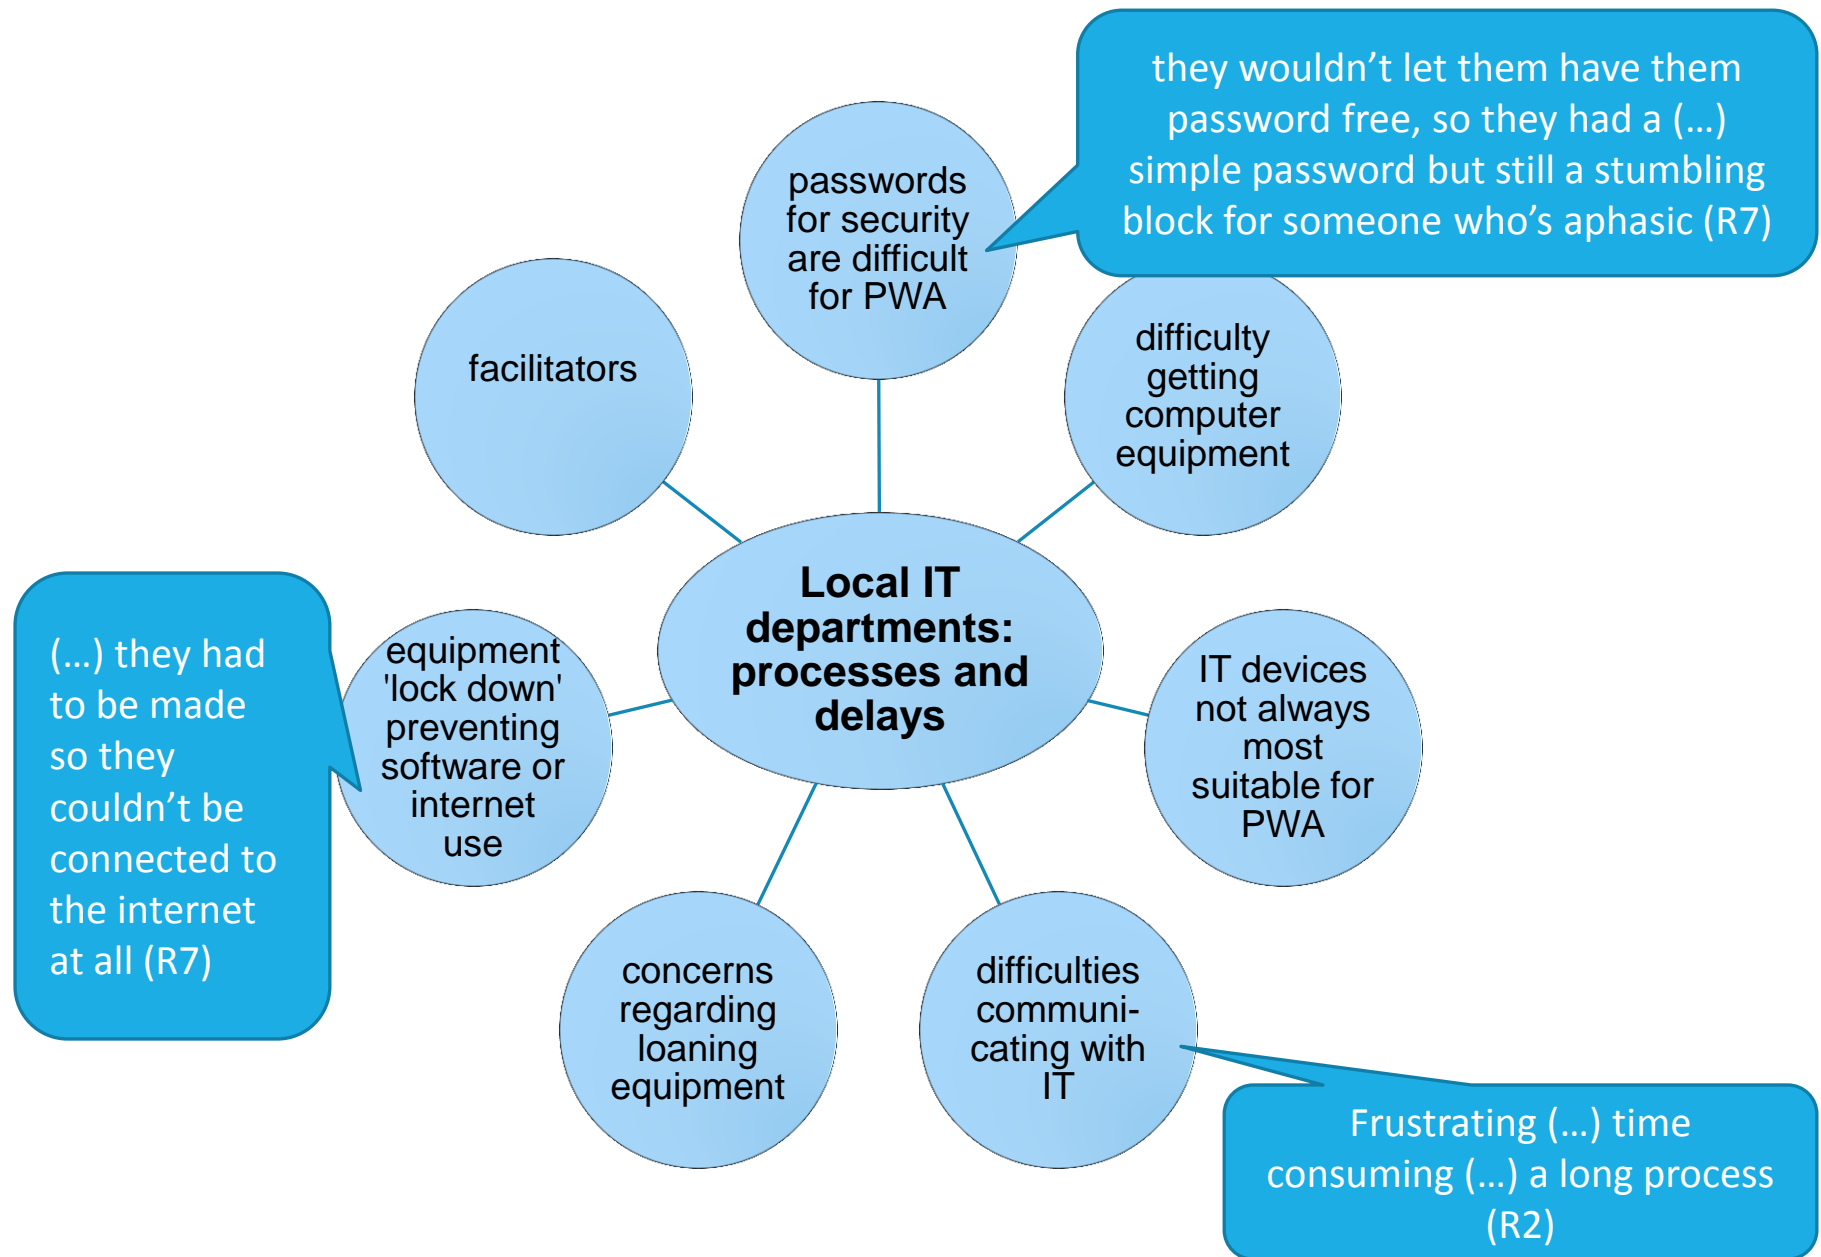 they wouldn’t let them have them
password free, so they had a (…)
simple password but still a stumbling
block for someone who’s aphasic (R7)
passwords
for security
are difficult
for PWA
facilitators
difficulty
getting
computer
equipment
Local IT
departments:
processes and
delays
(…) they had
to be made
so they
couldn’t be
connected to
the internet
at all (R7)
equipment
'lock down'
preventing
software or
internet
use
IT devices
not always
most
suitable for
PWA
concerns
regarding
loaning
equipment
difficulties
communi-
cating with
IT
Frustrating (…) time
consuming (…) a long process
(R2)